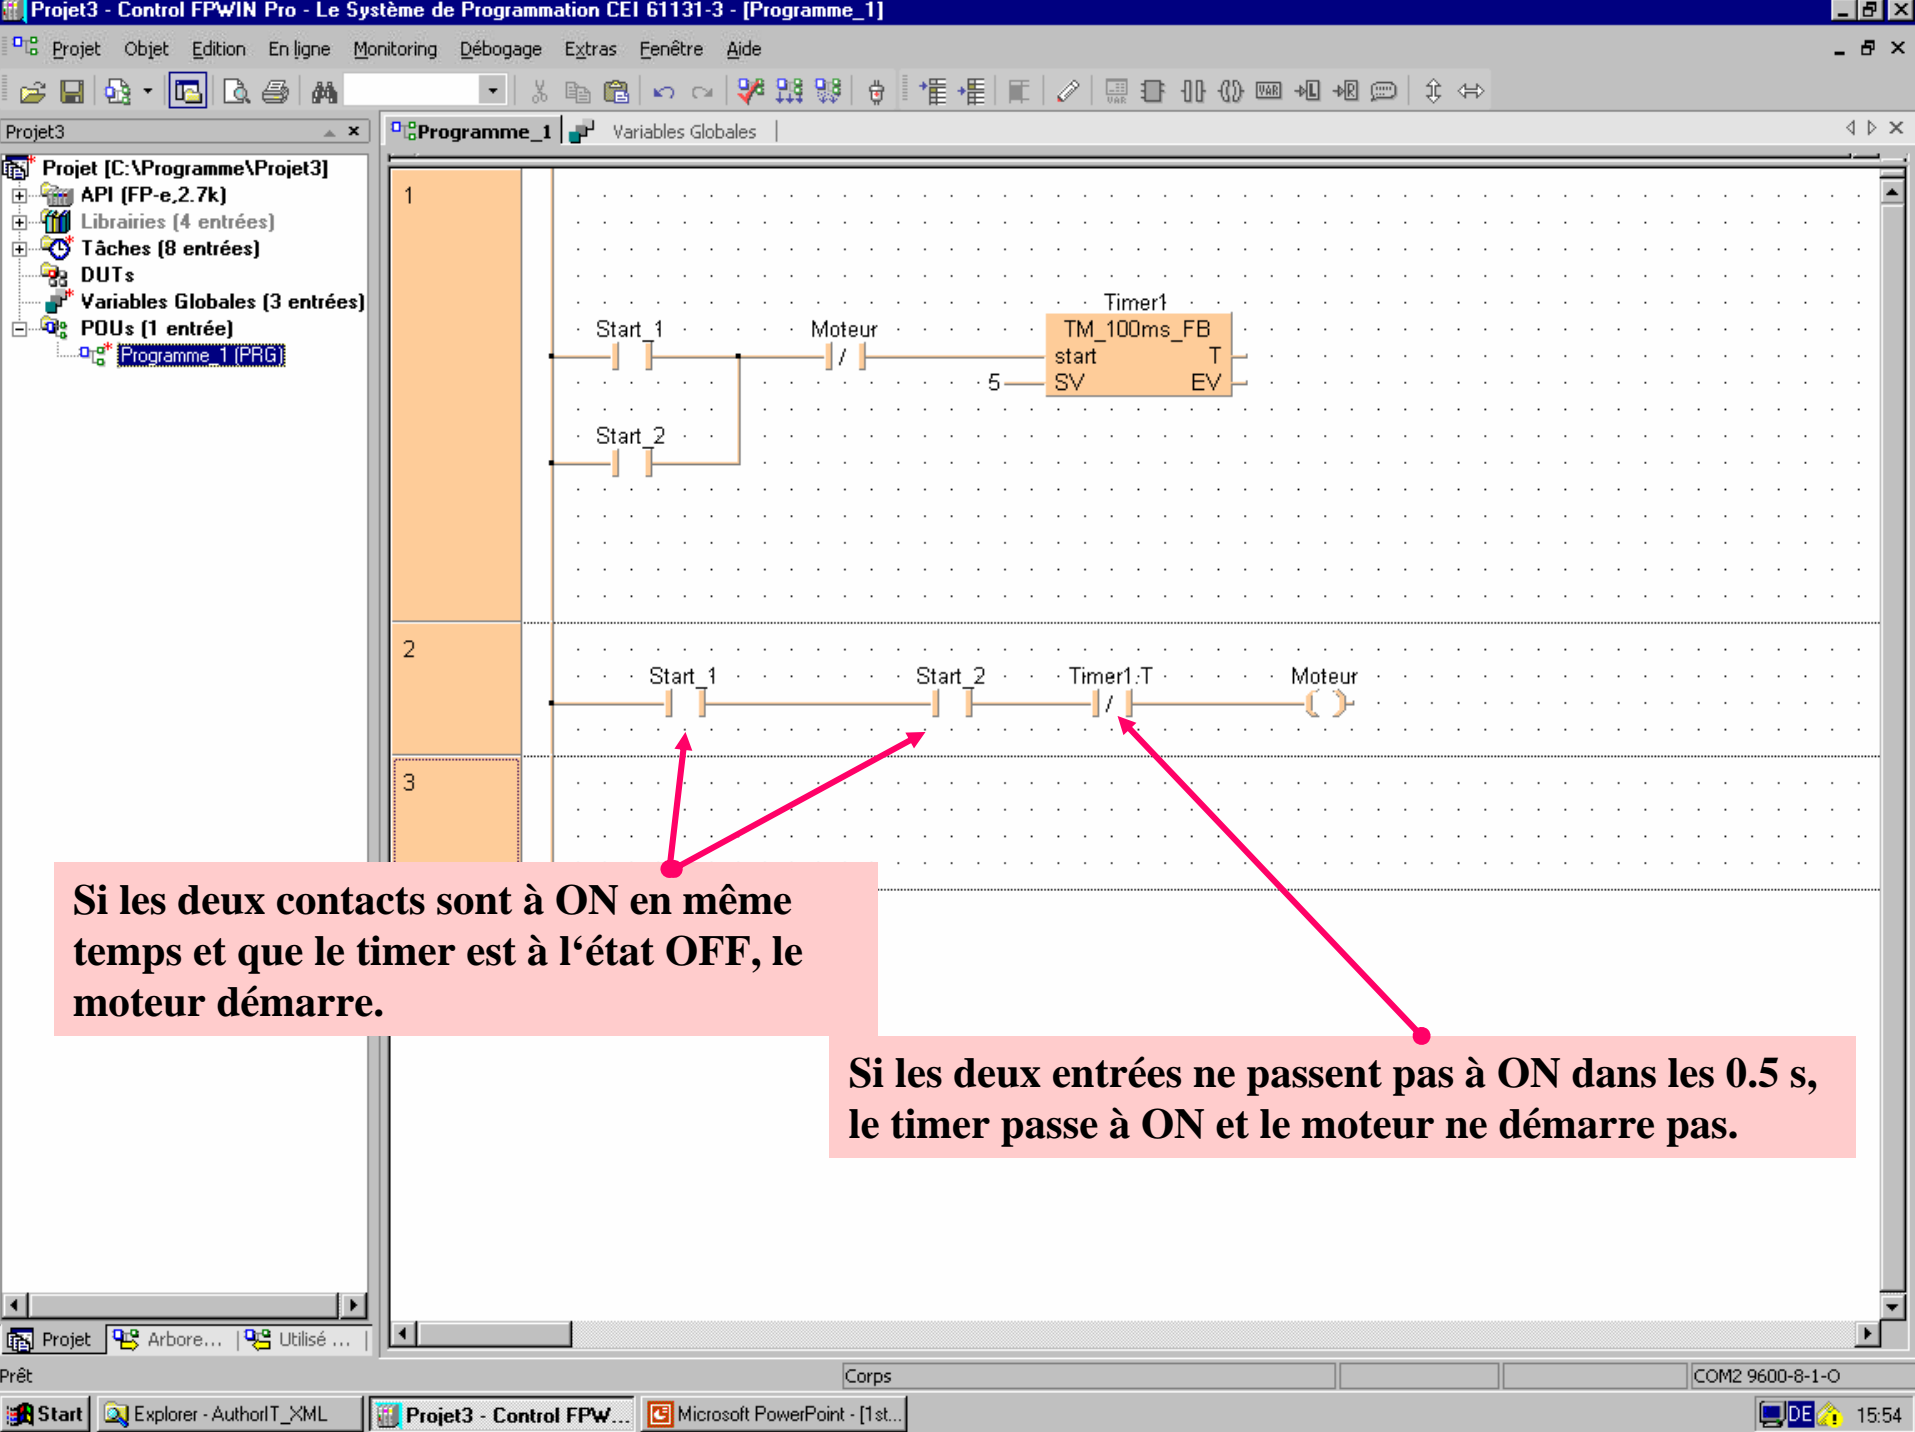 Projet3 - Control FPWIN Pro - Le Système de Programmation CEI 61131-3 - [Programme_1]
Projet Objet Edition En ligne Monitoring Débogage Extras Fenêtre Aide
Projet3
Programme_1 Variables Globales
Projet [C:\Programme\Projet3]
API (FP-e,2.7k)
Librairies (4 entrées)
Tâches (8 entrées)
DUTs
Variables Globales (3 entrées)
POUs (1 entrée)
Programme_1 (PRG)
1
Timer1
Start_1 Moteur TM_100ms_FB
start T
5 SV EV
Start_2
2
Start_1 Start_2 Timer1.T Moteur
3
Si les deux contacts sont à ON en même
temps et que le timer est à l‘état OFF, le
moteur démarre.
Si les deux entrées ne passent pas à ON dans les 0.5 s,
le timer passe à ON et le moteur ne démarre pas.
Projet Arbore... Utilisé ...
Prêt Corps COM2 9600-8-1-O
Start Explorer - AuthorIT_XML Projet3 - Control FPW... Microsoft PowerPoint - [1st... DE 15:54